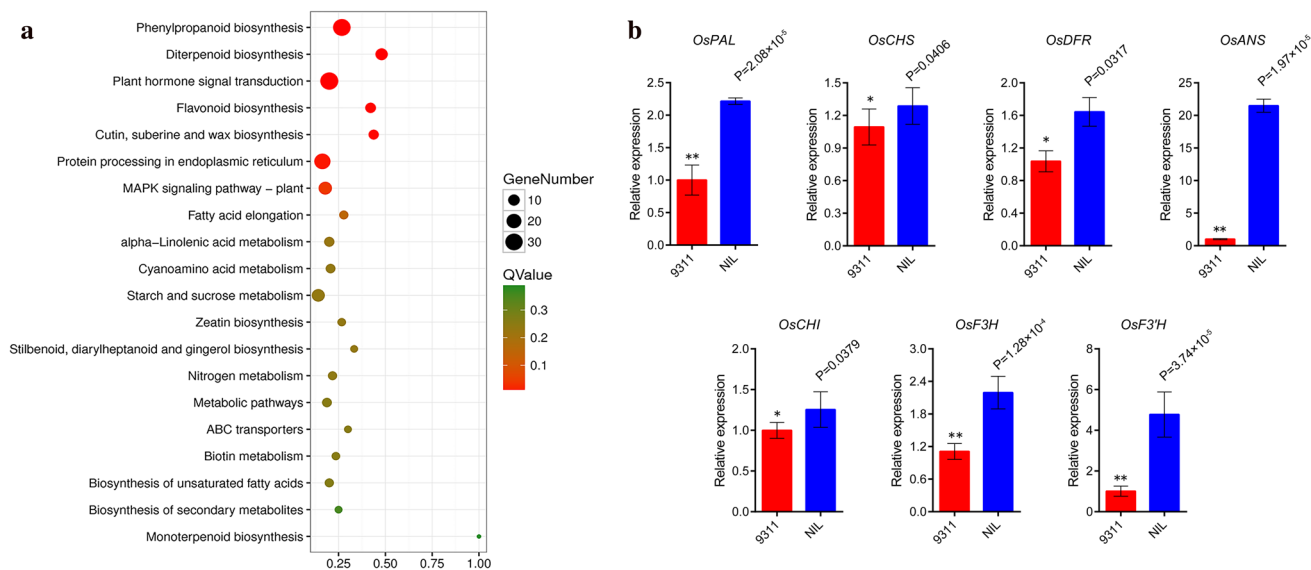 a
Phenylpropanoid biosynthesis
Diterpenoid biosynthesis
Plant hormone signal transduction
Flavonoid biosynthesis
Cutin, suberine and wax biosynthesis
Protein processing in endoplasmic reticulum
MAPK signaling pathway − plant
Fatty acid elongation
alpha−Linolenic acid metabolism
Cyanoamino acid metabolism
Starch and sucrose metabolism
Zeatin biosynthesis
Stilbenoid, diarylheptanoid and gingerol biosynthesis
Nitrogen metabolism
Metabolic pathways
ABC transporters
Biotin metabolism
Biosynthesis of unsaturated fatty acids
Biosynthesis of secondary metabolites
Monoterpenoid biosynthesis
0.25 0.50 0.75 1.00
GeneNumber
10
20
30
QValue
0.3
0.2
0.1
b
OsPAL
P=2.08×10⁻⁵
Relative expression
2.5
2.0
1.5
1.0
0.5
0.0
**
9311 NIL
OsCHS
P=0.0406
Relative expression
1.5
1.2
0.9
0.6
0.3
0.0
*
9311 NIL
OsDFR
P=0.0317
Relative expression
2.0
1.6
1.2
0.8
0.4
0.0
*
9311 NIL
OsANS
P=1.97×10⁻⁵
Relative expression
25
20
15
10
5
0
**
9311 NIL
OsCHI
P=0.0379
Relative expression
2.0
1.5
1.0
0.5
0.0
*
9311 NIL
OsF3H
P=1.28×10⁻⁴
Relative expression
3.0
2.4
1.8
1.2
0.6
0.0
**
9311 NIL
OsF3'H
P=3.74×10⁻⁵
Relative expression
8
6
4
2
0
**
9311 NIL